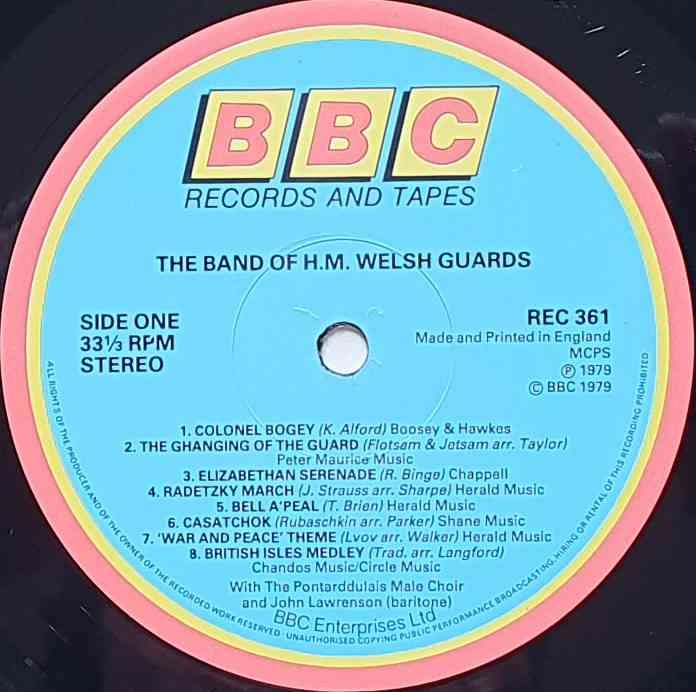 BBC
RECORDS AND TAPES
THE BAND OF H.M. WELSH GUARDS
SIDE ONE
33⅓ RPM
STEREO
REC 361
Made and Printed in England
MCPS
Ⓟ 1979
© BBC 1979
1. COLONEL BOGEY (K. Alford) Boosey & Hawkes
2. THE GHANGING OF THE GUARD (Flotsam & Jetsam arr. Taylor)
Peter Maurice Music
3. ELIZABETHAN SERENADE (R. Binge) Chappell
4. RADETZKY MARCH (J. Strauss arr. Sharpe) Herald Music
5. BELL A'PEAL (T. Brien) Herald Music
6. CASATCHOK (Rubaschkin arr. Parker) Shane Music
7. 'WAR AND PEACE' THEME (Lvov arr. Walker) Herald Music
8. BRITISH ISLES MEDLEY (Trad. arr. Langford)
Chandos Music/Circle Music
With The Pontarddulais Male Choir
and John Lawrenson (baritone)
BBC Enterprises Ltd
ALL RIGHTS OF THE PRODUCER AND OF THE OWNER OF THE RECORDED WORK RESERVED · UNAUTHORISED COPYING PUBLIC PERFORMANCE BROADCASTING, HIRING OR RENTAL OF THIS RECORDING PROHIBITED